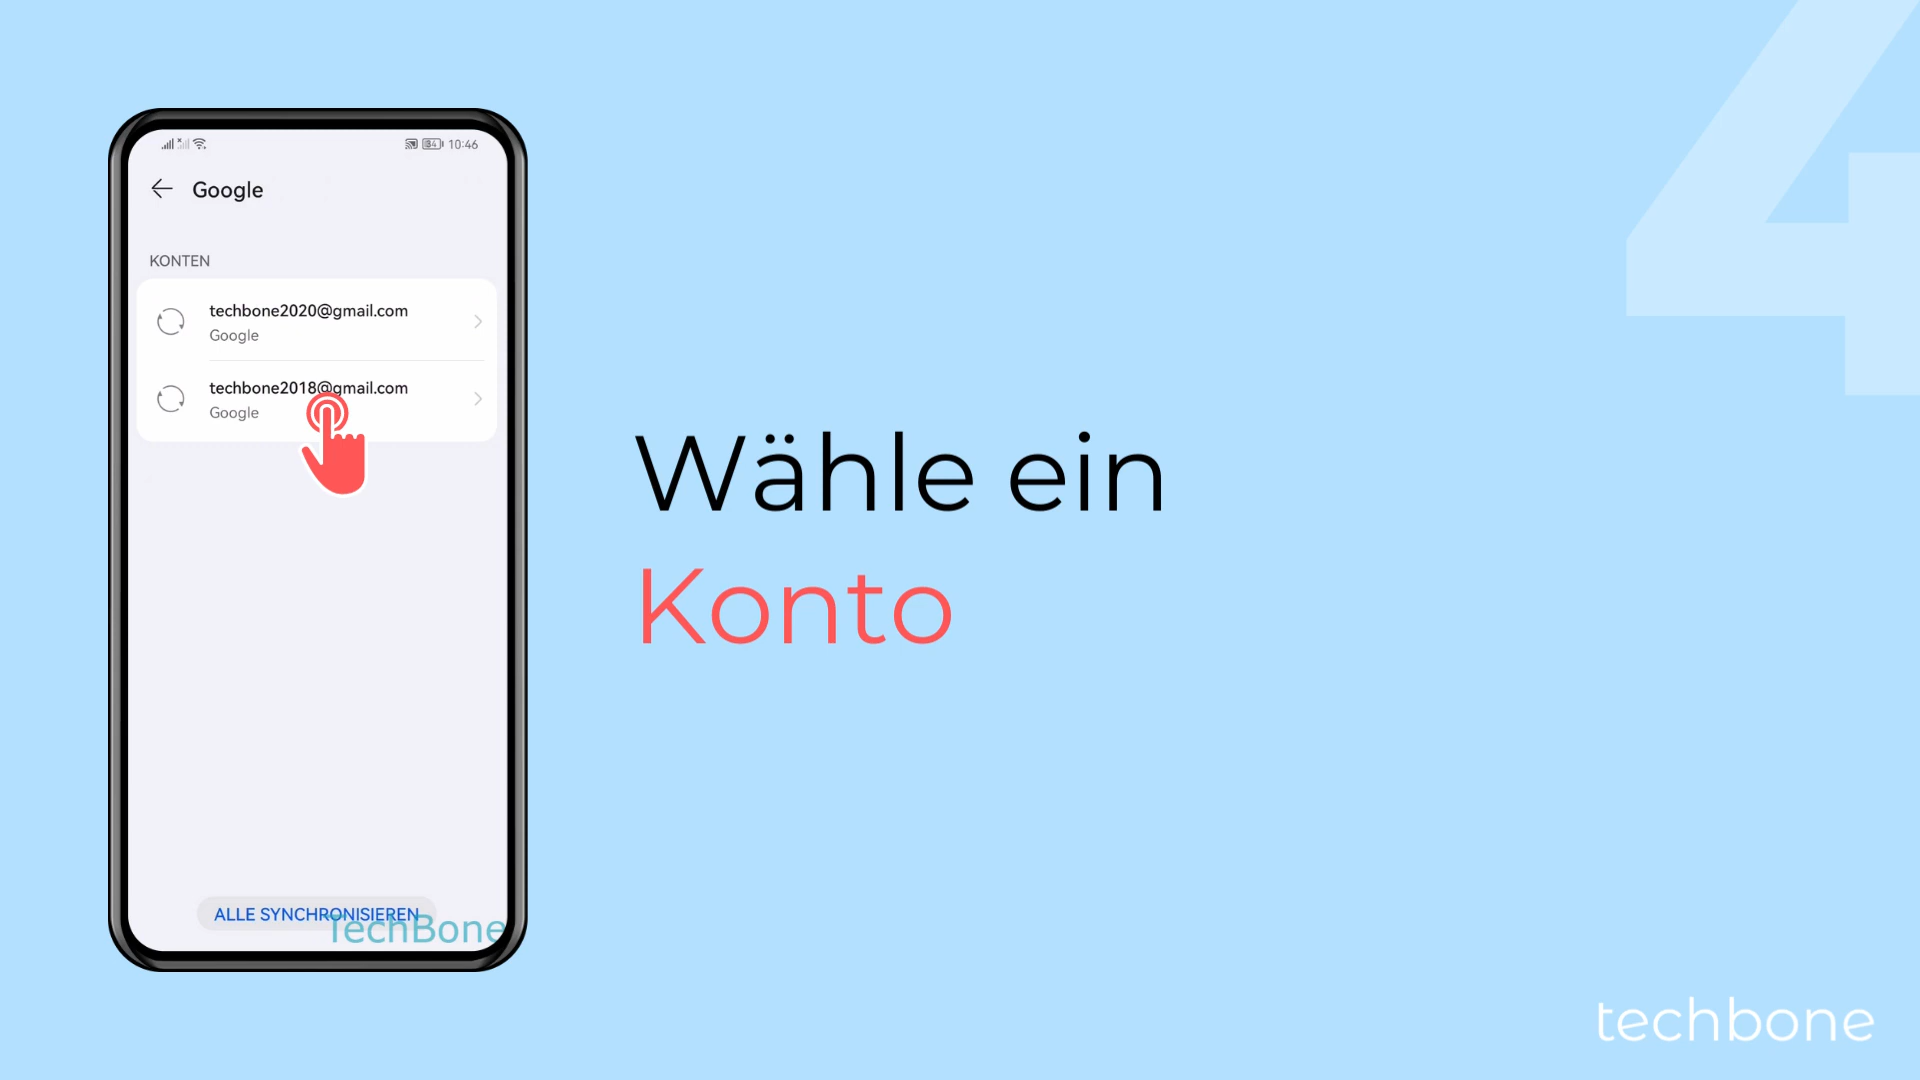 4
84 10:46
Google
KONTEN
techbone2020@gmail.com
Google
techbone2018@gmail.com
Google
Wähle ein
Konto
ALLE SYNCHRONISIEREN
TechBone
techbone